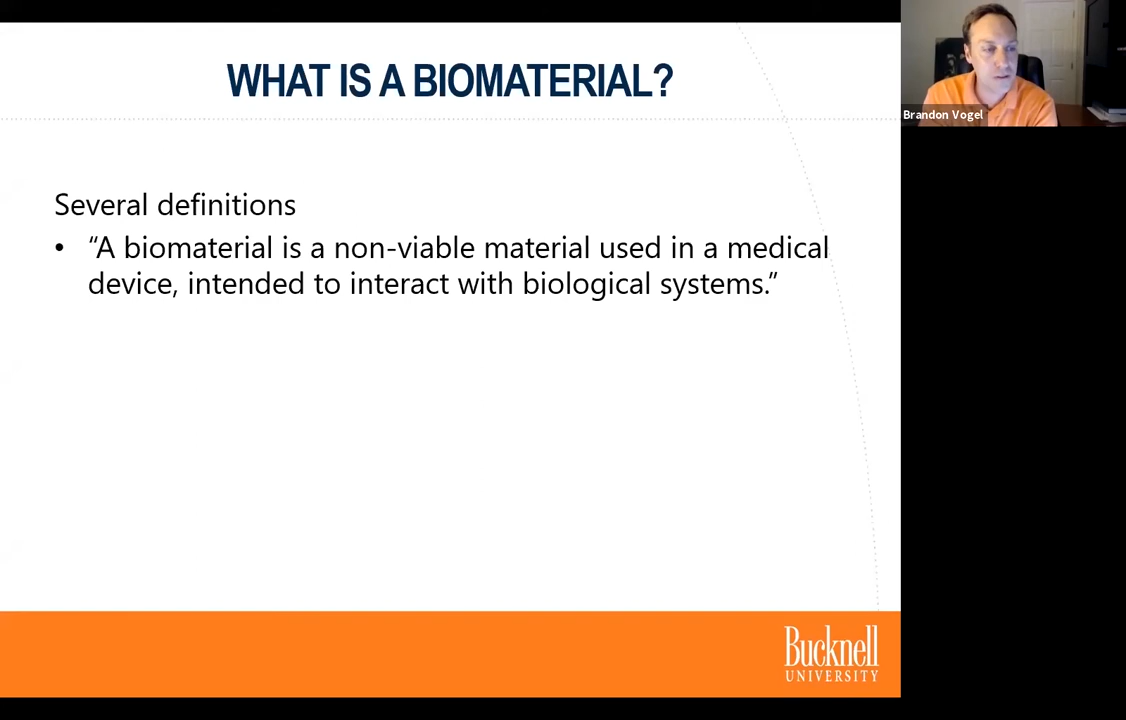 WHAT IS A BIOMATERIAL?
Brandon Vogel
Several definitions
• “A biomaterial is a non-viable material used in a medical
device, intended to interact with biological systems.”
Bucknell
UNIVERSITY